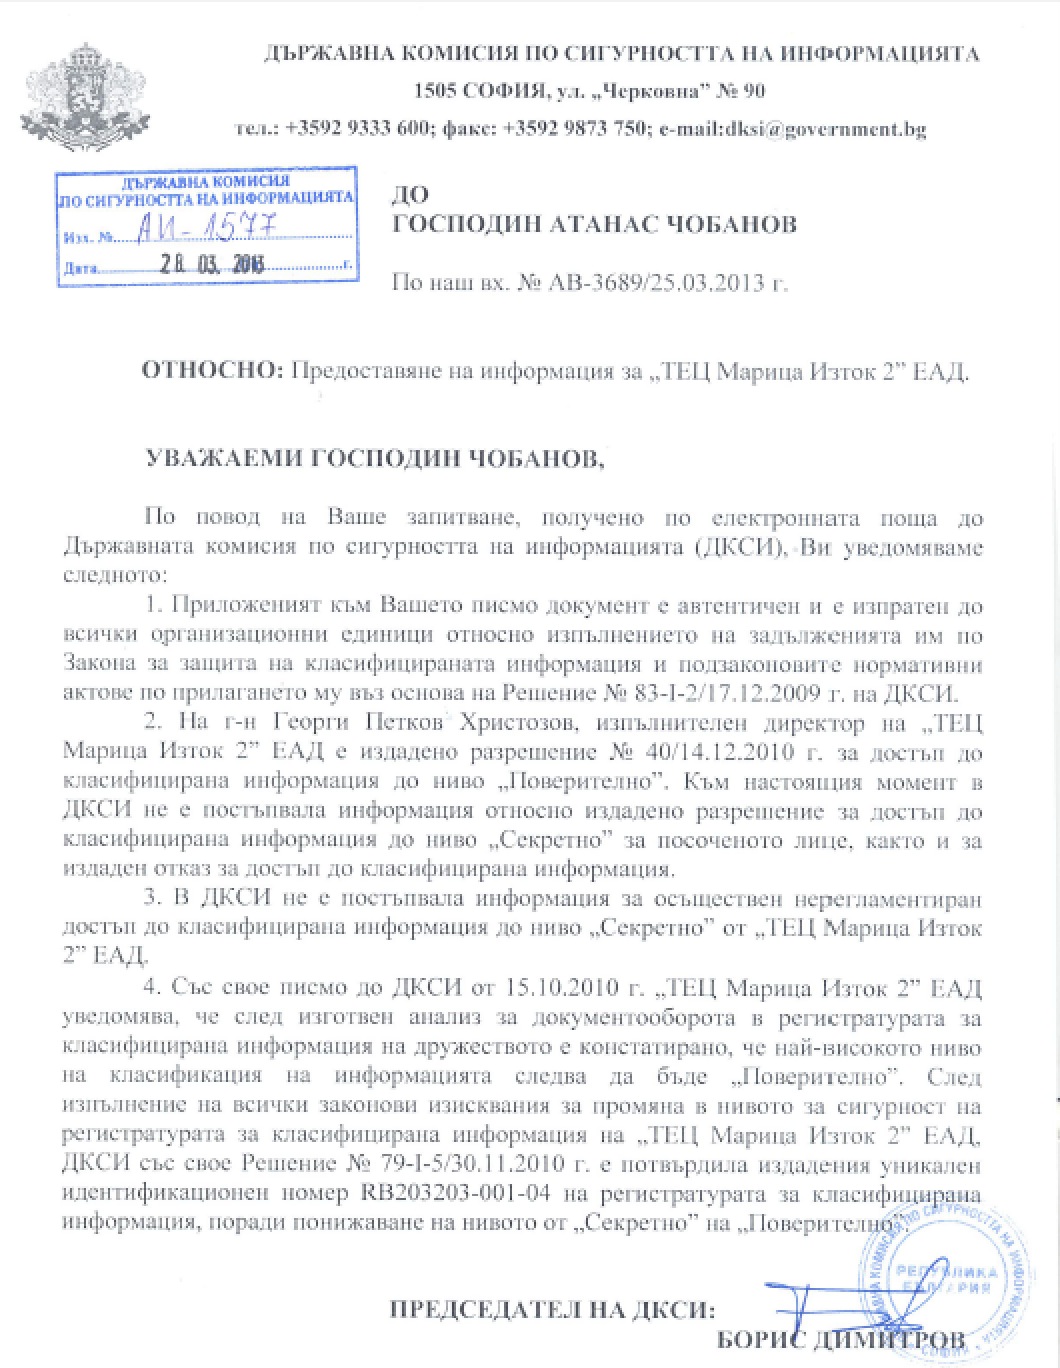 ДЪРЖАВНА КОМИСИЯ ПО СИГУРНОСТТА НА ИНФОРМАЦИЯТА
1505 СОФИЯ, ул. „Черковна” № 90
тел.: +3592 9333 600; факс: +3592 9873 750; e-mail:dksi@government.bg
ДЪРЖАВНА КОМИСИЯ
ПО СИГУРНОСТТА НА ИНФОРМАЦИЯТА
Изх. №.....АИ-1577
Дата.....28.03.2013.....г.
ДО
ГОСПОДИН АТАНАС ЧОБАНОВ
По наш вх. № АВ-3689/25.03.2013 г.
ОТНОСНО: Предоставяне на информация за „ТЕЦ Марица Изток 2” ЕАД.
УВАЖАЕМИ ГОСПОДИН ЧОБАНОВ,
По повод на Ваше запитване, получено по електронната поща до
Държавната комисия по сигурността на информацията (ДКСИ), Ви уведомяваме
следното:
1. Приложеният към Вашето писмо документ е автентичен и е изпратен до
всички организационни единици относно изпълнението на задълженията им по
Закона за защита на класифицираната информация и подзаконовите нормативни
актове по прилагането му въз основа на Решение № 83-I-2/17.12.2009 г. на ДКСИ.
2. На г-н Георги Петков Христозов, изпълнителен директор на „ТЕЦ
Марица Изток 2” ЕАД е издадено разрешение № 40/14.12.2010 г. за достъп до
класифицирана информация до ниво „Поверително”. Към настоящия момент в
ДКСИ не е постъпвала информация относно издадено разрешение за достъп до
класифицирана информация до ниво „Секретно” за посоченото лице, както и за
издаден отказ за достъп до класифицирана информация.
3. В ДКСИ не е постъпвала информация за осъществен нерегламентиран
достъп до класифицирана информация до ниво „Секретно” от „ТЕЦ Марица Изток
2” ЕАД.
4. Със свое писмо до ДКСИ от 15.10.2010 г. „ТЕЦ Марица Изток 2” ЕАД
уведомява, че след изготвен анализ за документооборота в регистратурата за
класифицирана информация на дружеството е констатирано, че най-високото ниво
на класификация на информацията следва да бъде „Поверително”. След
изпълнение на всички законови изисквания за промяна в нивото за сигурност на
регистратурата за класифицирана информация на „ТЕЦ Марица Изток 2” ЕАД,
ДКСИ със свое Решение № 79-I-5/30.11.2010 г. е потвърдила издадения уникален
идентификационен номер RB203203-001-04 на регистратурата за класифицирана
информация, поради понижаване на нивото от „Секретно” на „Поверително”.
ДЪРЖАВНА КОМИСИЯ ПО СИГУРНОСТТА НА ИНФОРМАЦИЯТА * СОФИЯ *
РЕПУБЛИКА
БЪЛГАРИЯ
ПРЕДСЕДАТЕЛ НА ДКСИ:
БОРИС ДИМИТРОВ